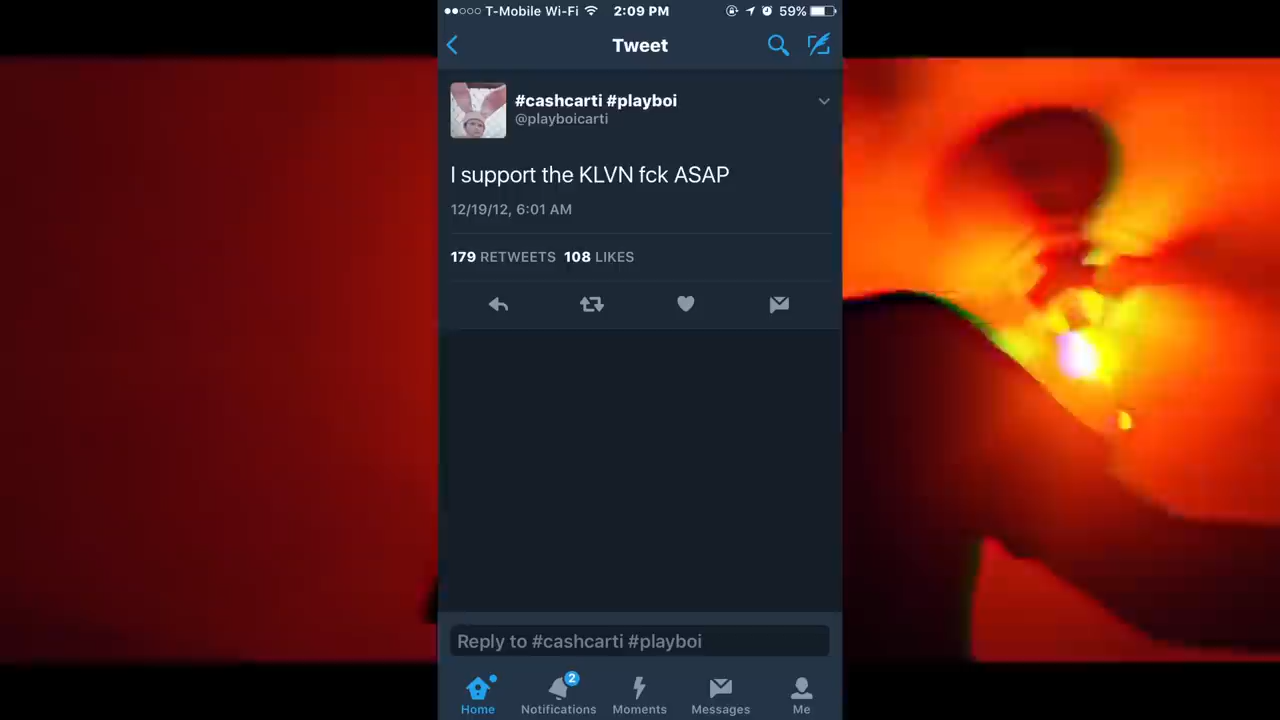 T-Mobile Wi-Fi 2:09 PM 59%
Tweet
#cashcarti #playboi
@playboicarti
I support the KLVN fck ASAP
12/19/12, 6:01 AM
179 RETWEETS 108 LIKES
Reply to #cashcarti #playboi
2
Home Notifications Moments Messages Me